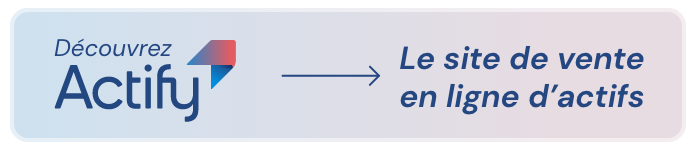 Découvrez
Actify
Le site de vente
en ligne d’actifs